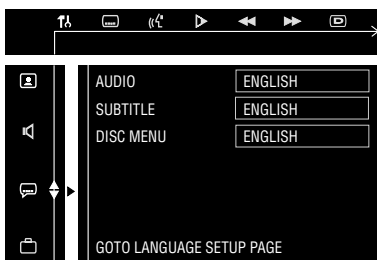 AUDIO ENGLISH
SUBTITLE ENGLISH
DISC MENU ENGLISH
GOTO LANGUAGE SETUP PAGE